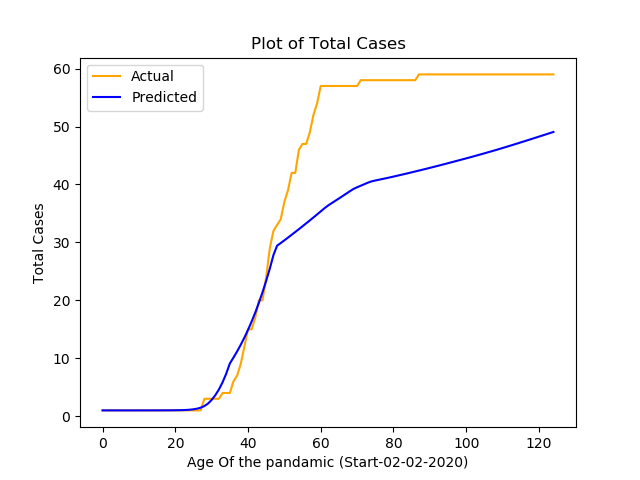 Plot of Total Cases
Actual
Predicted
60
50
40
30
20
10
0
Total Cases
0 20 40 60 80 100 120
Age Of the pandamic (Start-02-02-2020)